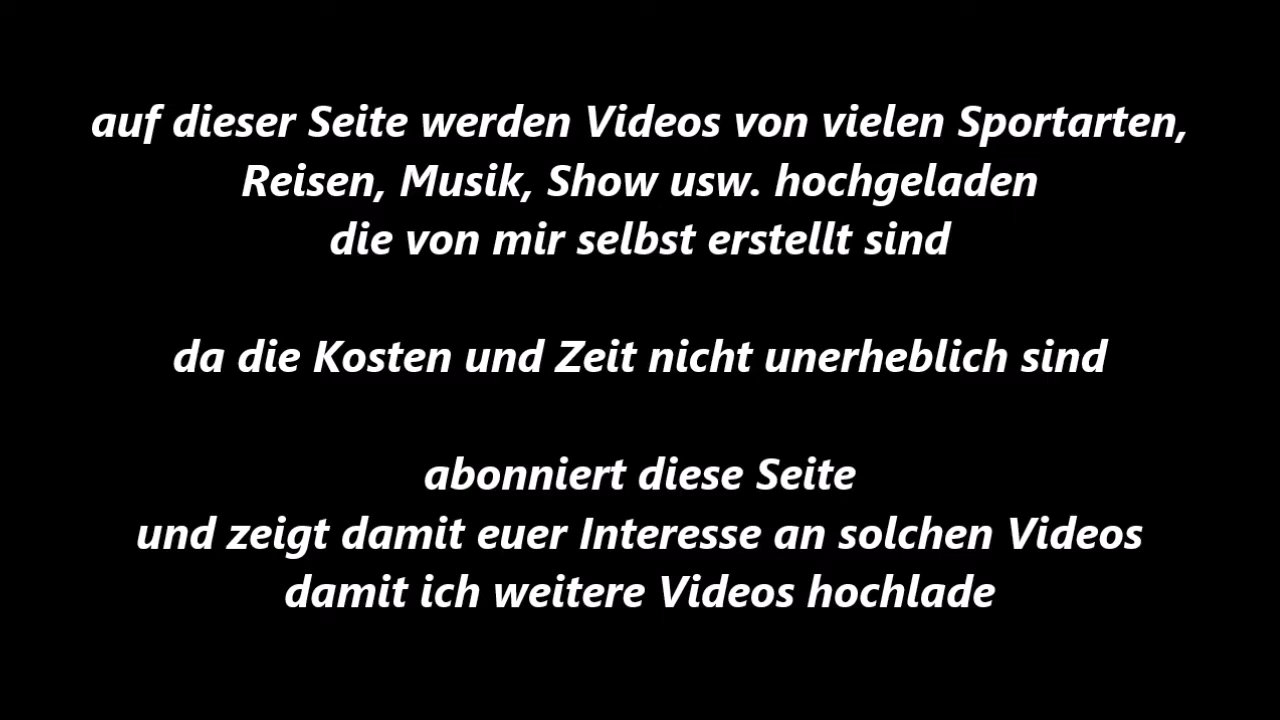 auf dieser Seite werden Videos von vielen Sportarten,
Reisen, Musik, Show usw. hochgeladen
die von mir selbst erstellt sind
da die Kosten und Zeit nicht unerheblich sind
abonniert diese Seite
und zeigt damit euer Interesse an solchen Videos
damit ich weitere Videos hochlade